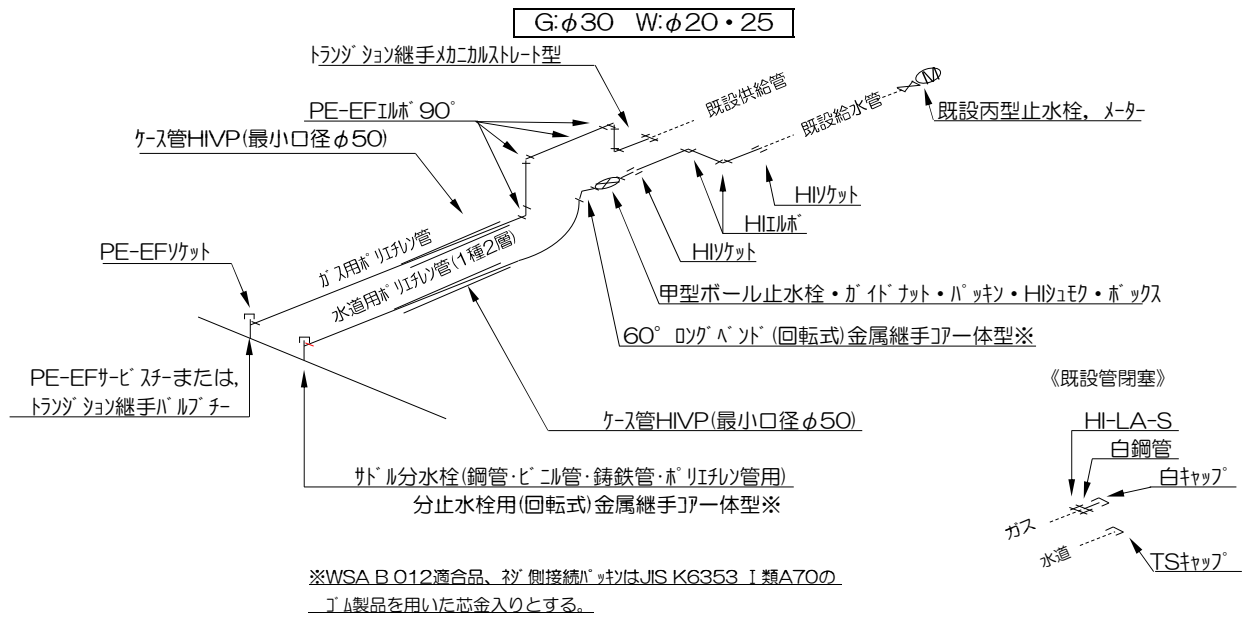 G:φ30 W:φ20・25
トランジション継手メカニカルストレート型
PE-EFエルボ90°
ケース管HIVP(最小口径φ50)
既設供給管
既設給水管
M
既設丙型止水栓，メーター
HIソケット
HIエルボ
HIソケット
PE-EFソケット
ガス用ポリエチレン管
水道用ポリエチレン管(1種2層)
甲型ボール止水栓・ガイドナット・パッキン・HIシュモク・ボックス
60° ロングベンド(回転式)金属継手コアー体型※
PE-EFサービスチーまたは，
トランジション継手バルブチー
ケース管HIVP(最小口径φ50)
サドル分水栓(鋼管・ビニル管・鋳鉄管・ポリエチレン管用)
分止水栓用(回転式)金属継手コアー体型※
《既設管閉塞》
HI-LA-S
白鋼管
白キャップ
ガス
水道
TSキャップ
※WSA B 012適合品、ネジ側接続パッキンはJIS K6353 Ⅰ類A70の
ゴム製品を用いた芯金入りとする。